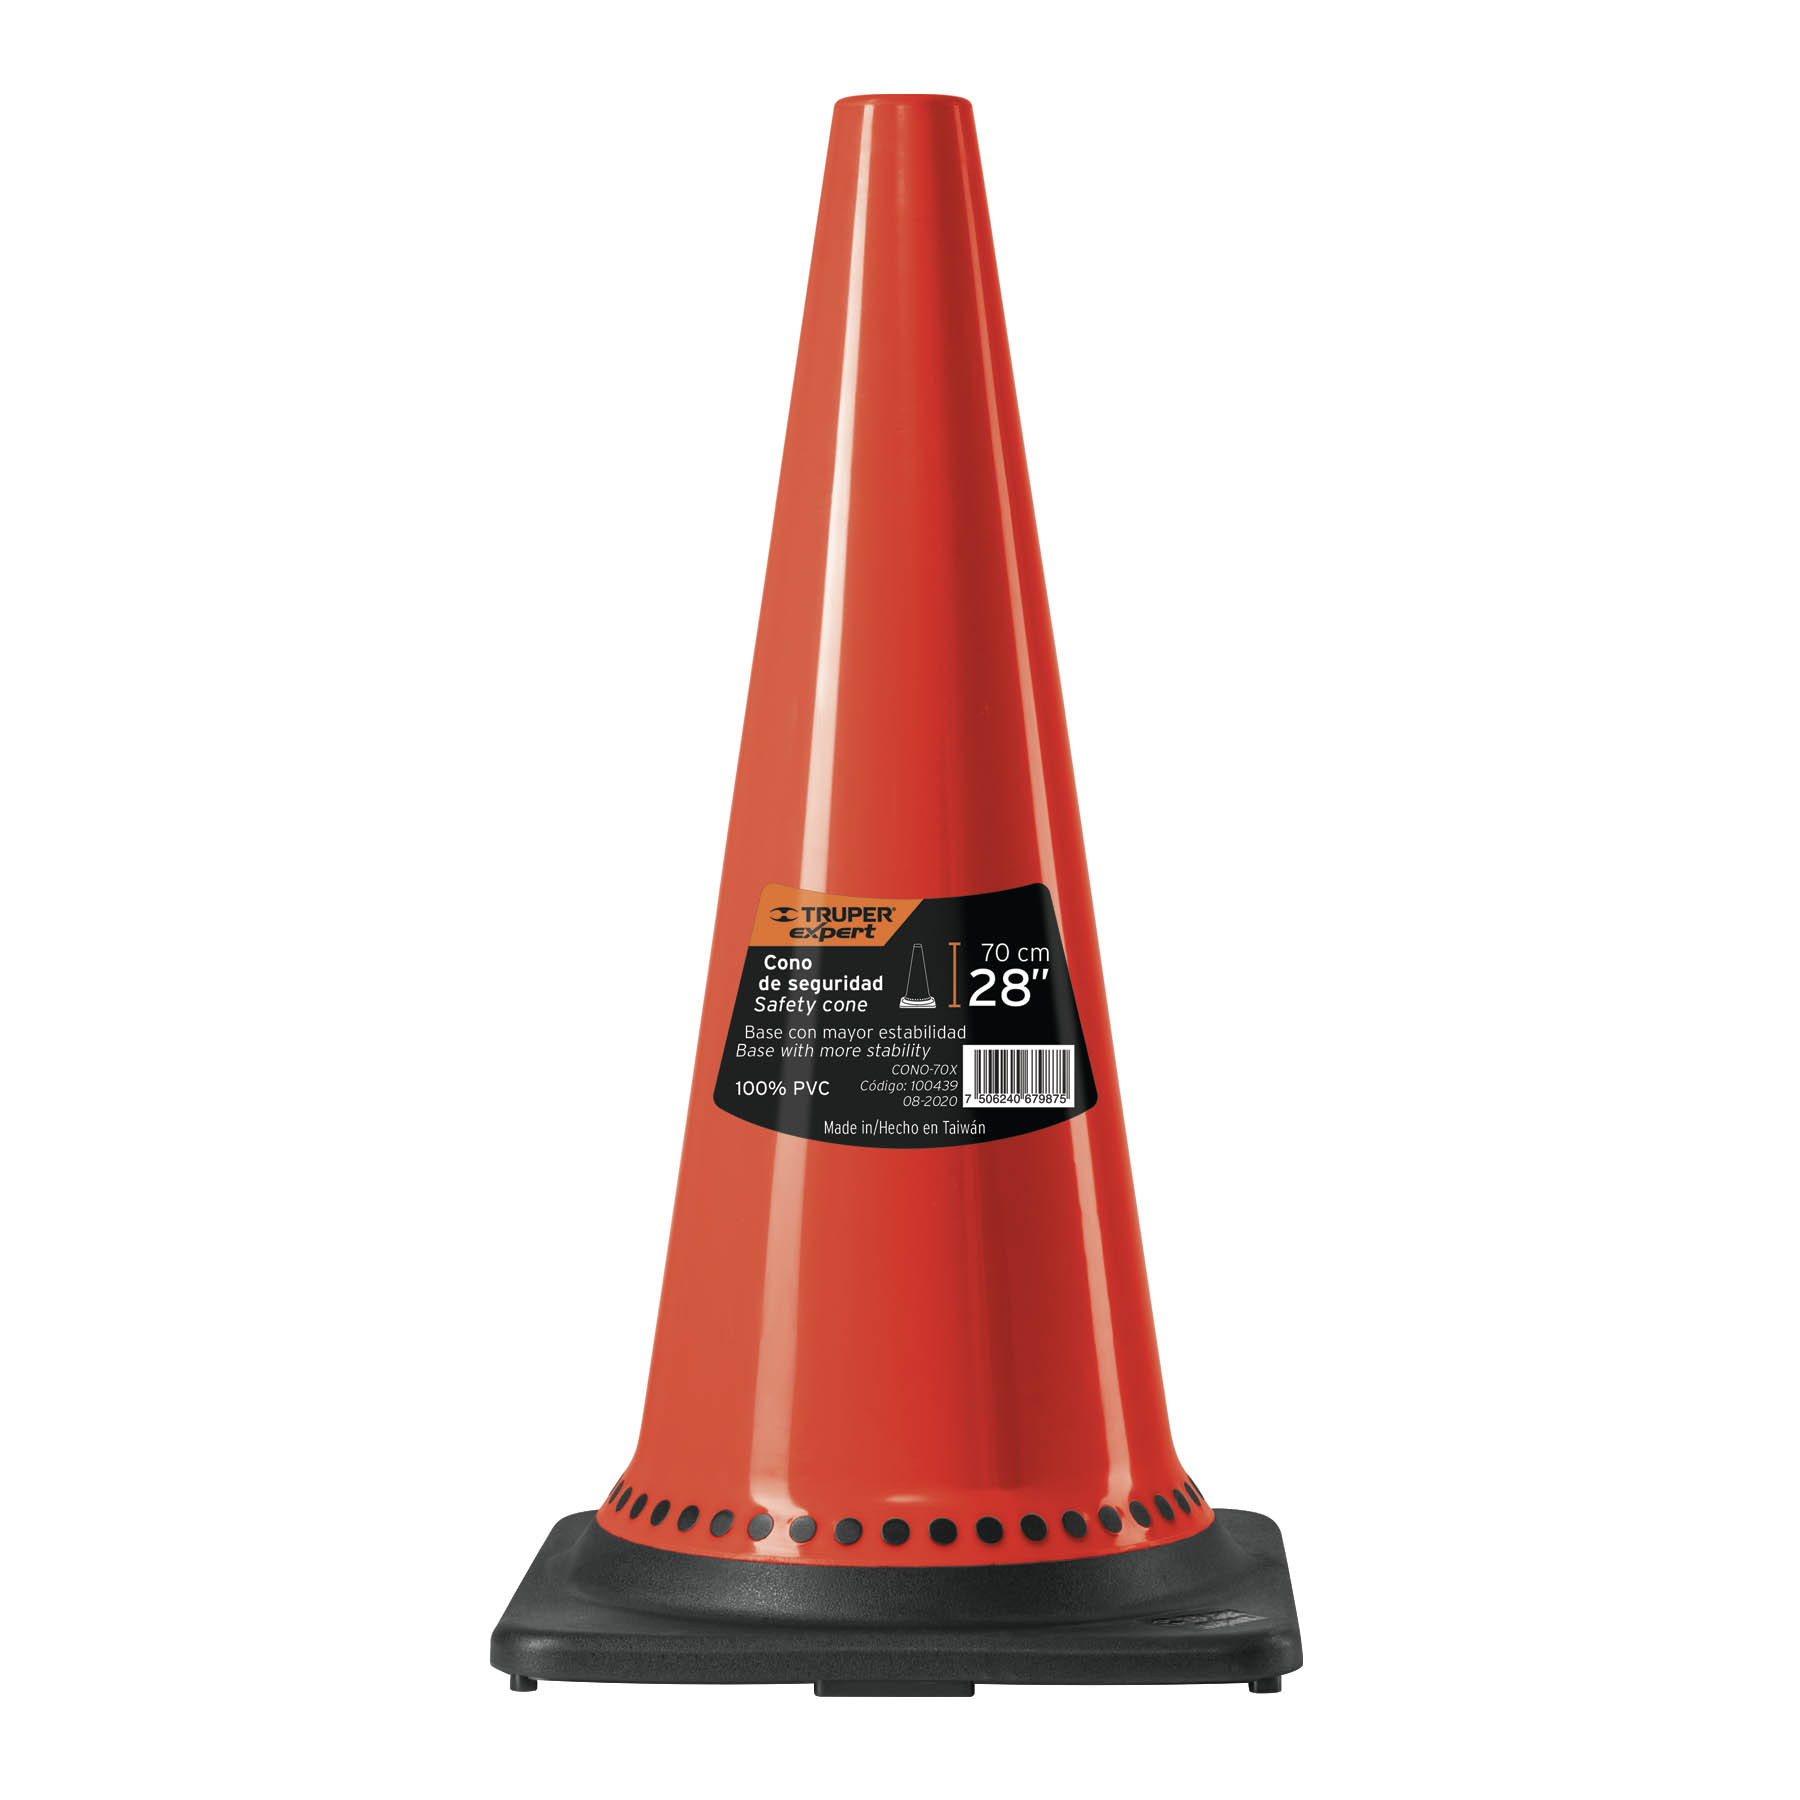 TRUPER®
expert
Cono
de seguridad
Safety cone
70 cm
28"
Base con mayor estabilidad
Base with more stability
100% PVC
CONO-70X
Código: 100439
08-2020
7 506240 679875
Made in/Hecho en Taiwán